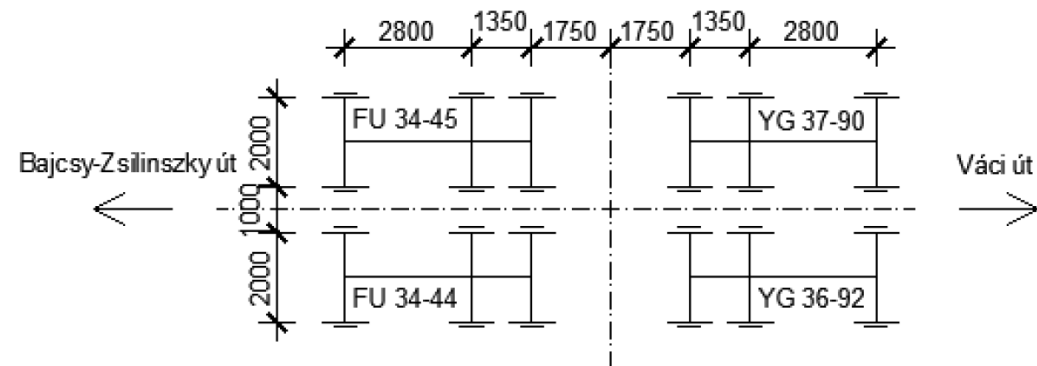 2800 1350 1750 1750 1350 2800
FU 34-45 YG 37-90
2000
Bajcsy-Zsilinszky út Váci út
1000
2000
FU 34-44 YG 36-92